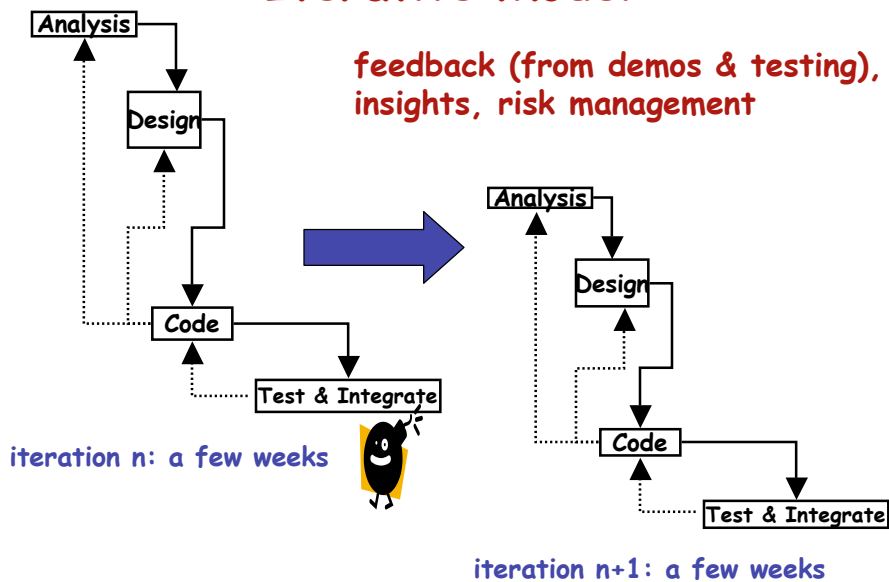 Analysis
feedback (from demos & testing),
insights, risk management
Design
Analysis
Design
Code
Test & Integrate
iteration n: a few weeks
Code
Test & Integrate
iteration n+1: a few weeks